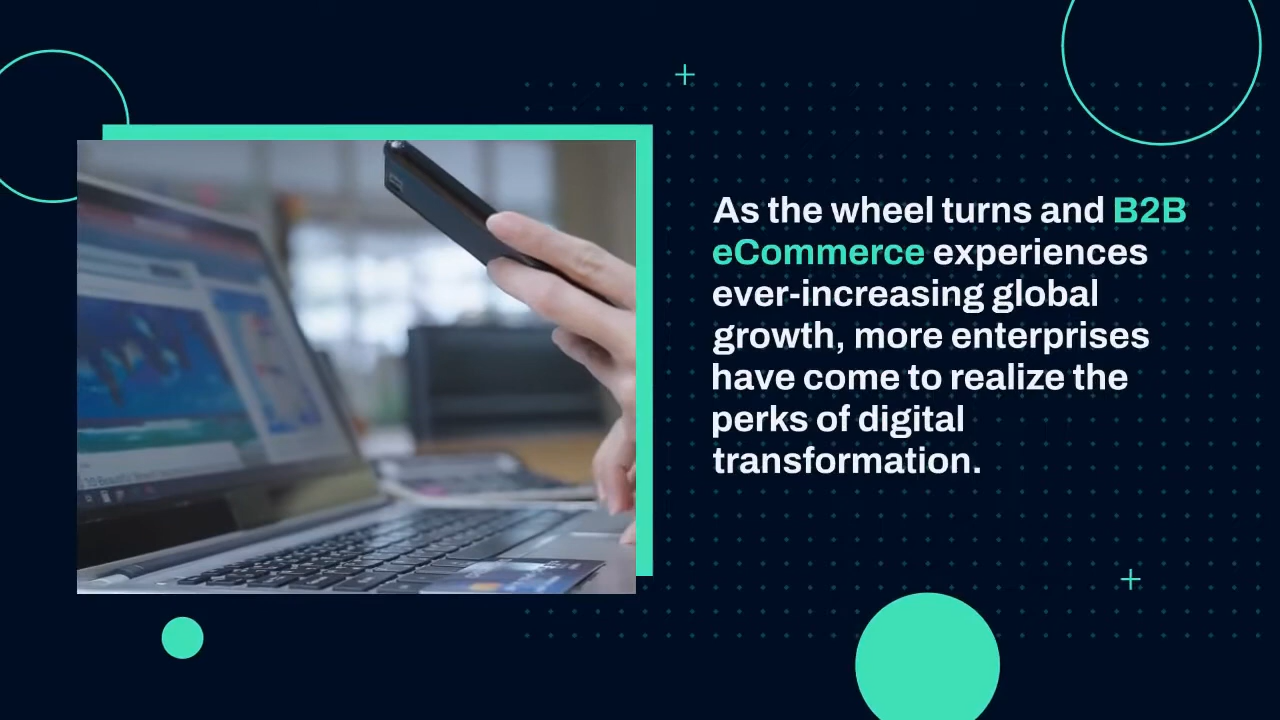 As the wheel turns and B2B
eCommerce experiences
ever-increasing global
growth, more enterprises
have come to realize the
perks of digital
transformation.